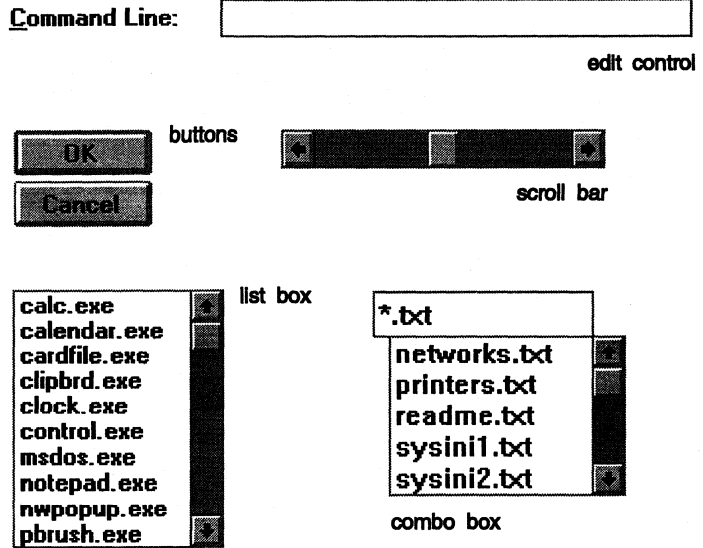 Command Line:
edit control
buttons
OK
Cancel
scroll bar
list box
calc.exe
calendar.exe
cardfile.exe
clipbrd.exe
clock.exe
control.exe
msdos.exe
notepad.exe
nwpopup.exe
pbrush.exe
*.txt
networks.txt
printers.txt
readme.txt
sysini1.txt
sysini2.txt
combo box